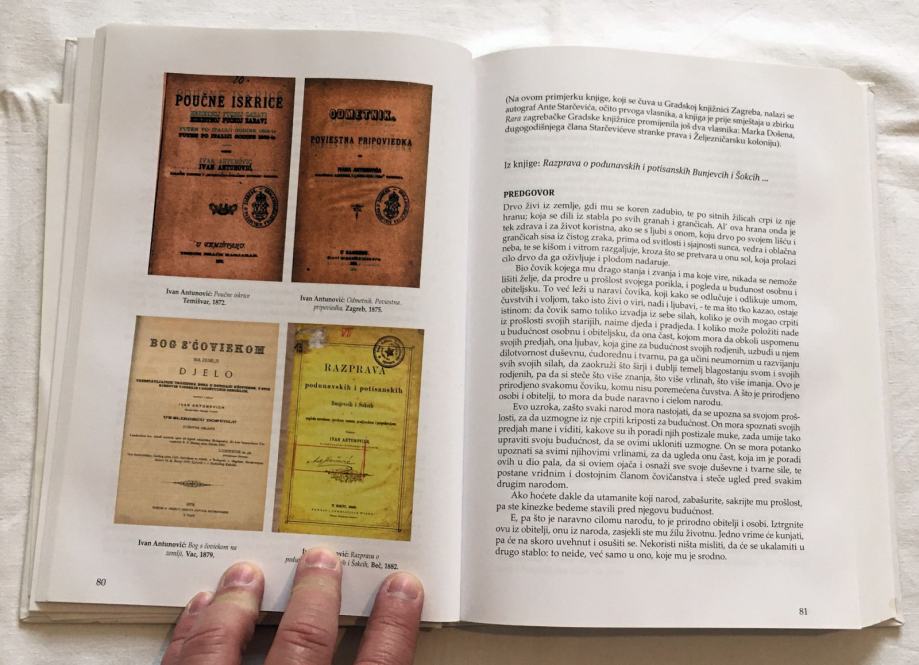 POUČNE ISKRICE
IVAN ANTUNOVIĆ,
U TEMIŠVARU.
Ivan Antunović: Poučne iskrice
Temišvar, 1872.
ODMETNIK.
POVIESTNA PRIPOVIEDKA
U ZAGREBU.
Ivan Antunović: Odmetnik. Poviestna
pripoviedka. Zagreb, 1875.
BOG S ČOVIEKOM
NA ZEMLJI.
DJELO
IVAN ANTUNOVICH
Ivan Antunović: Bog s čoviekom na
zemlji. Vac, 1879.
RAZPRAVA
podunavskih i potisanskih
Bunjevcih i Šokcih
IVAN ANTUNOVICH
Ivan Antunović: Razprava o
i Šokcih. Beč, 1882.
80
(Na ovom primjerku knjige, koji se čuva u Gradskoj knjižnici Zagreba, nalazi se
autograf Ante Starčevića, očito prvoga vlasnika, a knjiga je prije smještaja u zbirku
Rara zagrebačke Gradske knjižnice promijenila još dva vlasnika: Marka Došena,
dugogodišnjega člana Starčevićeve stranke prava i Željezničarsku koloniju).
Iz knjige: Razprava o podunavskih i potisanskih Bunjevcih i Šokcih ...
PREDGOVOR
Drvo živi iz zemlje, gdi mu se koren zadubio, te po sitnih žilicah crpi iz nje
hranu; koja se dili iz stabla po svih granah i grančicah. Al' ova hrana onda je
tek zdrava i za život koristna, ako se s ljubi s onom, koju drvo po svojem lišću i
grančicah sisa iz čistog zraka, prima od svitlosti i sjajnosti sunca, vedra i oblačna
neba, te se kišom i vitrom razgaljuje, kroza što se pretvara u onu sol, koja prolazi
cilo drvo da ga oživljuje i plodom nadaruje.
Bio čovik kojega mu drago stanja i zvanja i ma koje vire, nikada se nemože
lišiti želje, da prodre u prošlost svojega porikla, i pogleda u budunost osobnu i
obiteljsku. To već leži u naravi čovika, koji kako se odlučuje i odlikuje umom,
čuvstvih i voljom, tako isto živi o viri, nadi i ljubavi, - te ma što tko kazao, ostaje
istinom: da čovik samo toliko izvadja iz sebe silah, koliko je ovih mogao crpiti
iz prošlosti svojih starijih, naime djeda i pradjeda. I koliko može položiti nade
u budućnost osobnu i obiteljsku, da ona čast, kojom mora da obkoli uspomenu
svojih predjah, ona ljubav, koja gine za budućnost svojih rodjenih, uzbudi u njem
dilotvornost duševnu, ćudorednu i tvarnu, pa ga učini neumornim u razvijanju
svih svojih silah, da zaokruži što širji i dublji temelj blagostanju svom i svojih
rodjenih, pa da si steče što više znanja, što više vrlinah, što više imanja. Ovo je
prirodjeno svakomu čoviku, komu nisu poremećena čuvstva. A što je prirodjeno
osobi i obitelji, to mora da bude naravno i cielom narodu.
Evo uzroka, zašto svaki narod mora nastojati, da se upozna sa svojom proš-
losti, za da uzmogne iz nje crpiti kriposti za budućnost. On mora spoznati svojih
predjah mane i viditi, kakove su ih poradi njih postizale muke, zada umije tako
upraviti svoju budućnost, da se ovimi ukloniti uzmogne. On se mora potanko
upoznati sa svimi njihovimi vrlinami, za da ugleda onu čast, koja im je poradi
ovih u dio pala, da si oviem ojača i osnaži sve svoje duševne i tvarne sile, te
postane vridnim i dostojnim članom čovičanstva i steče ugled pred svakim
drugim narodom.
Ako hoćete dakle da utamanite koji narod, zabašurite, sakrijte mu prošlost,
pa ste kinezke bedeme stavili pred njegovu budućnost.
E, pa što je naravno cilomu narodu, to je prirodno obitelji i osobi. Iztrgnite
ovu iz obitelji, onu iz naroda, zasjekli ste mu žilu životnu. Jedno vrime će kunjati,
pa će na skoro uvehnut i osušiti se. Nekoristi ništa misliti, da će se ukalamiti u
drugo stablo: to neide, već samo u ono, koje mu je srodno.
81